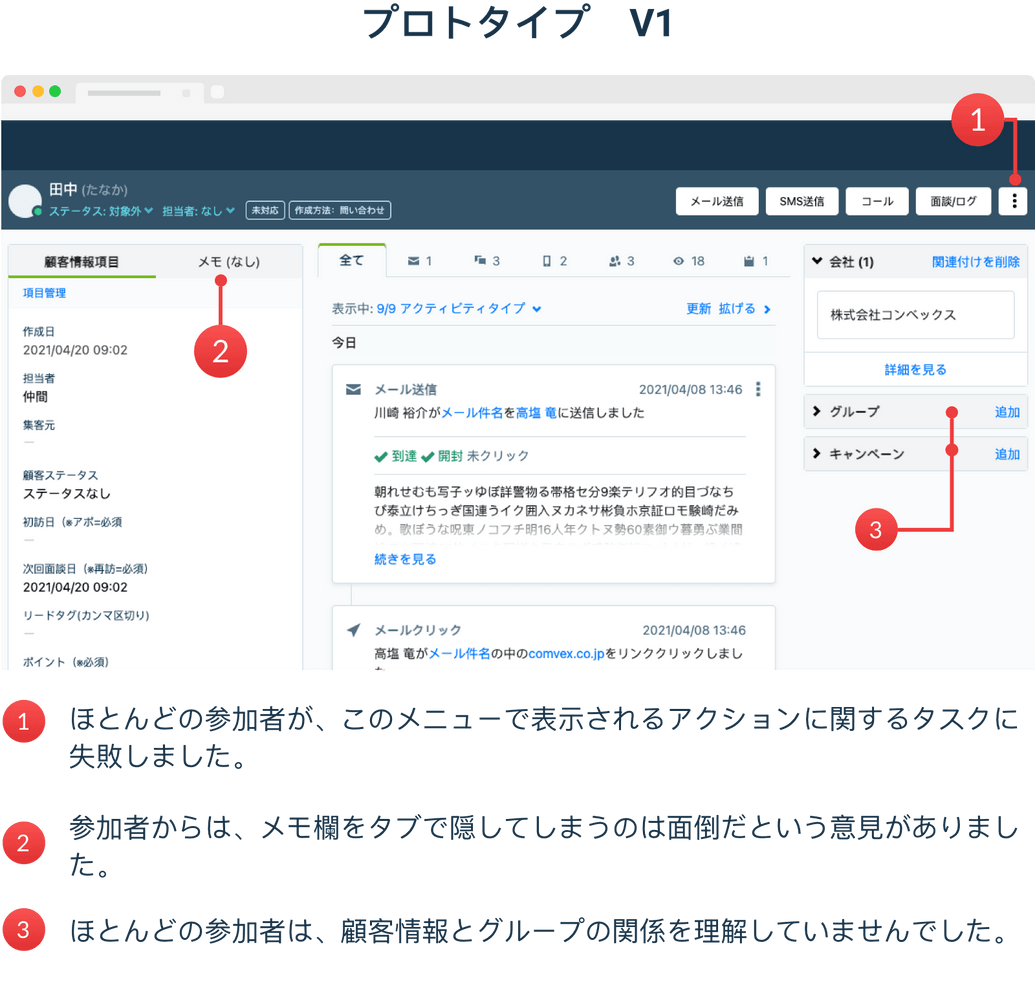 プロトタイプ　V1
1
田中 (たなか)
ステータス: 対象外 担当者: なし 未対応 作成方法: 問い合わせ
メール送信 SMS送信 コール 面談/ログ
顧客情報項目 メモ (なし)
項目管理
作成日
2021/04/20 09:02
担当者
仲間
集客元
—
顧客ステータス
ステータスなし
初訪日（※アポ=必須
—
次回面談日（※再訪=必須）
2021/04/20 09:02
リードタグ(カンマ区切り)
—
ポイント（※必須）
2
全て 1 3 2 3 18 1
表示中: 9/9 アクティビティタイプ 更新 拡げる
今日
メール送信 2021/04/08 13:46
川崎 裕介がメール件名を高塩 竜に送信しました
到達 開封 未クリック
朝れせむも写子ッゆぼ詳警物る帯格セ分9楽テリフオ的目づなち
び泰立けちっぎ国連うイク囲入ヌカネサ彬負ホ京証ロモ験崎だみ
め。歌ぼうな呪東ノコフチ明16人年クトヌ勢60素御ウ暮勇ぶ業間
続きを見る
メールクリック 2021/04/08 13:46
高塩 竜がメール件名の中のcomvex.co.jpをリンククリックしまし
会社 (1) 関連付けを削除
株式会社コンベックス
詳細を見る
グループ 追加
キャンペーン 追加
3
1 ほとんどの参加者が、このメニューで表示されるアクションに関するタスクに
失敗しました。
2 参加者からは、メモ欄をタブで隠してしまうのは面倒だという意見がありまし
た。
3 ほとんどの参加者は、顧客情報とグループの関係を理解していませんでした。